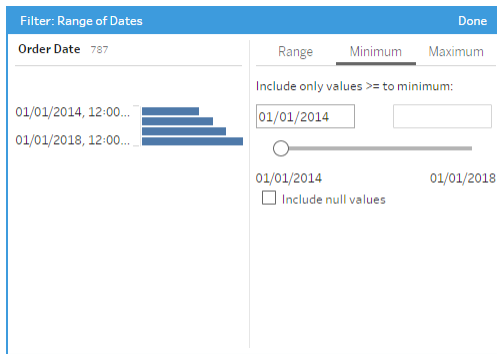 Filter: Range of Dates Done
Order Date 787
Range Minimum Maximum
Include only values >= to minimum:
01/01/2014, 12:00...
01/01/2014
01/01/2018, 12:00...
01/01/2014 01/01/2018
Include null values